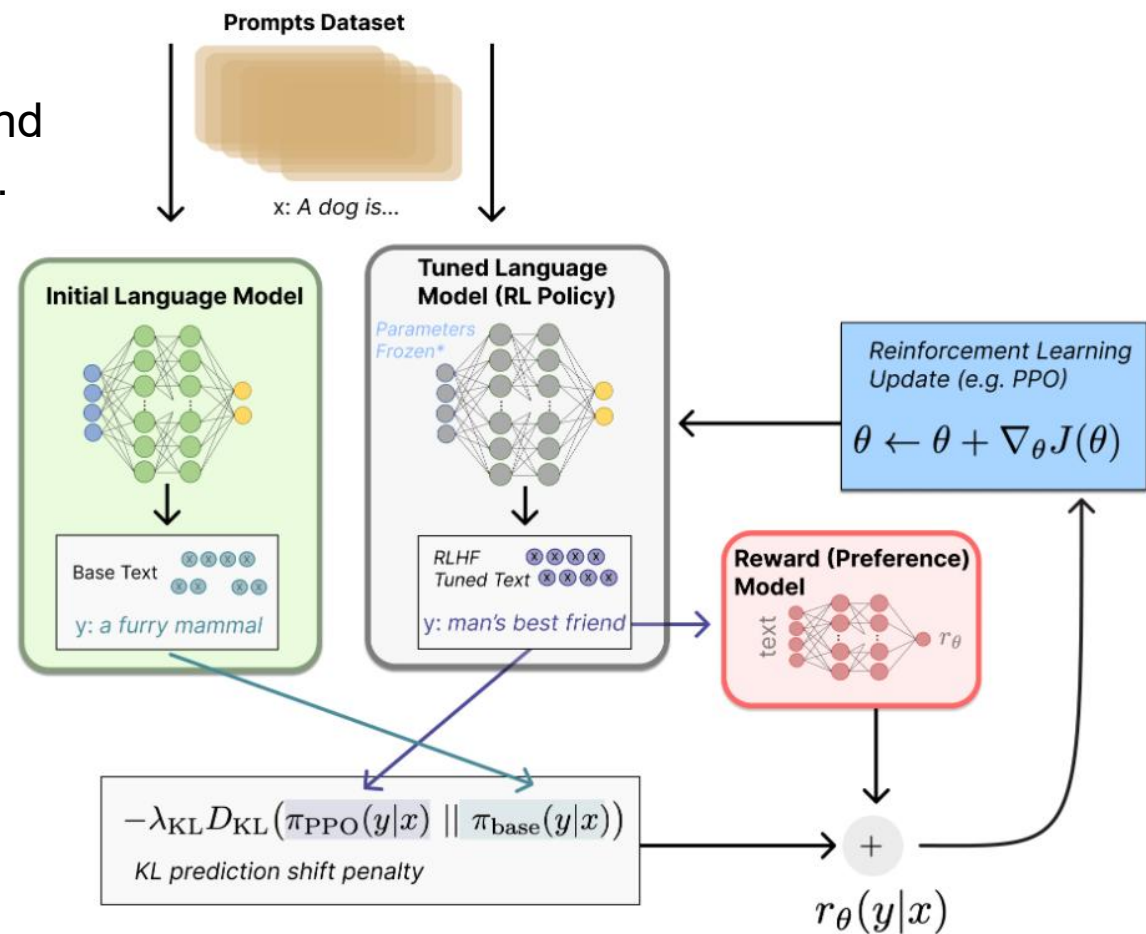 Prompts Dataset
nd
.
x: A dog is...
Initial Language Model
Tuned Language
Model (RL Policy)
Parameters
Frozen*
Base Text
x x x x
x x x x
y: a furry mammal
RLHF
Tuned Text
x x x x
x x x x
y: man's best friend
Reinforcement Learning
Update (e.g. PPO)
θ ← θ + ∇θJ(θ)
Reward (Preference)
Model
text
rθ
−λKL DKL(πPPO(y|x) || πbase(y|x))
KL prediction shift penalty
+
rθ(y|x)